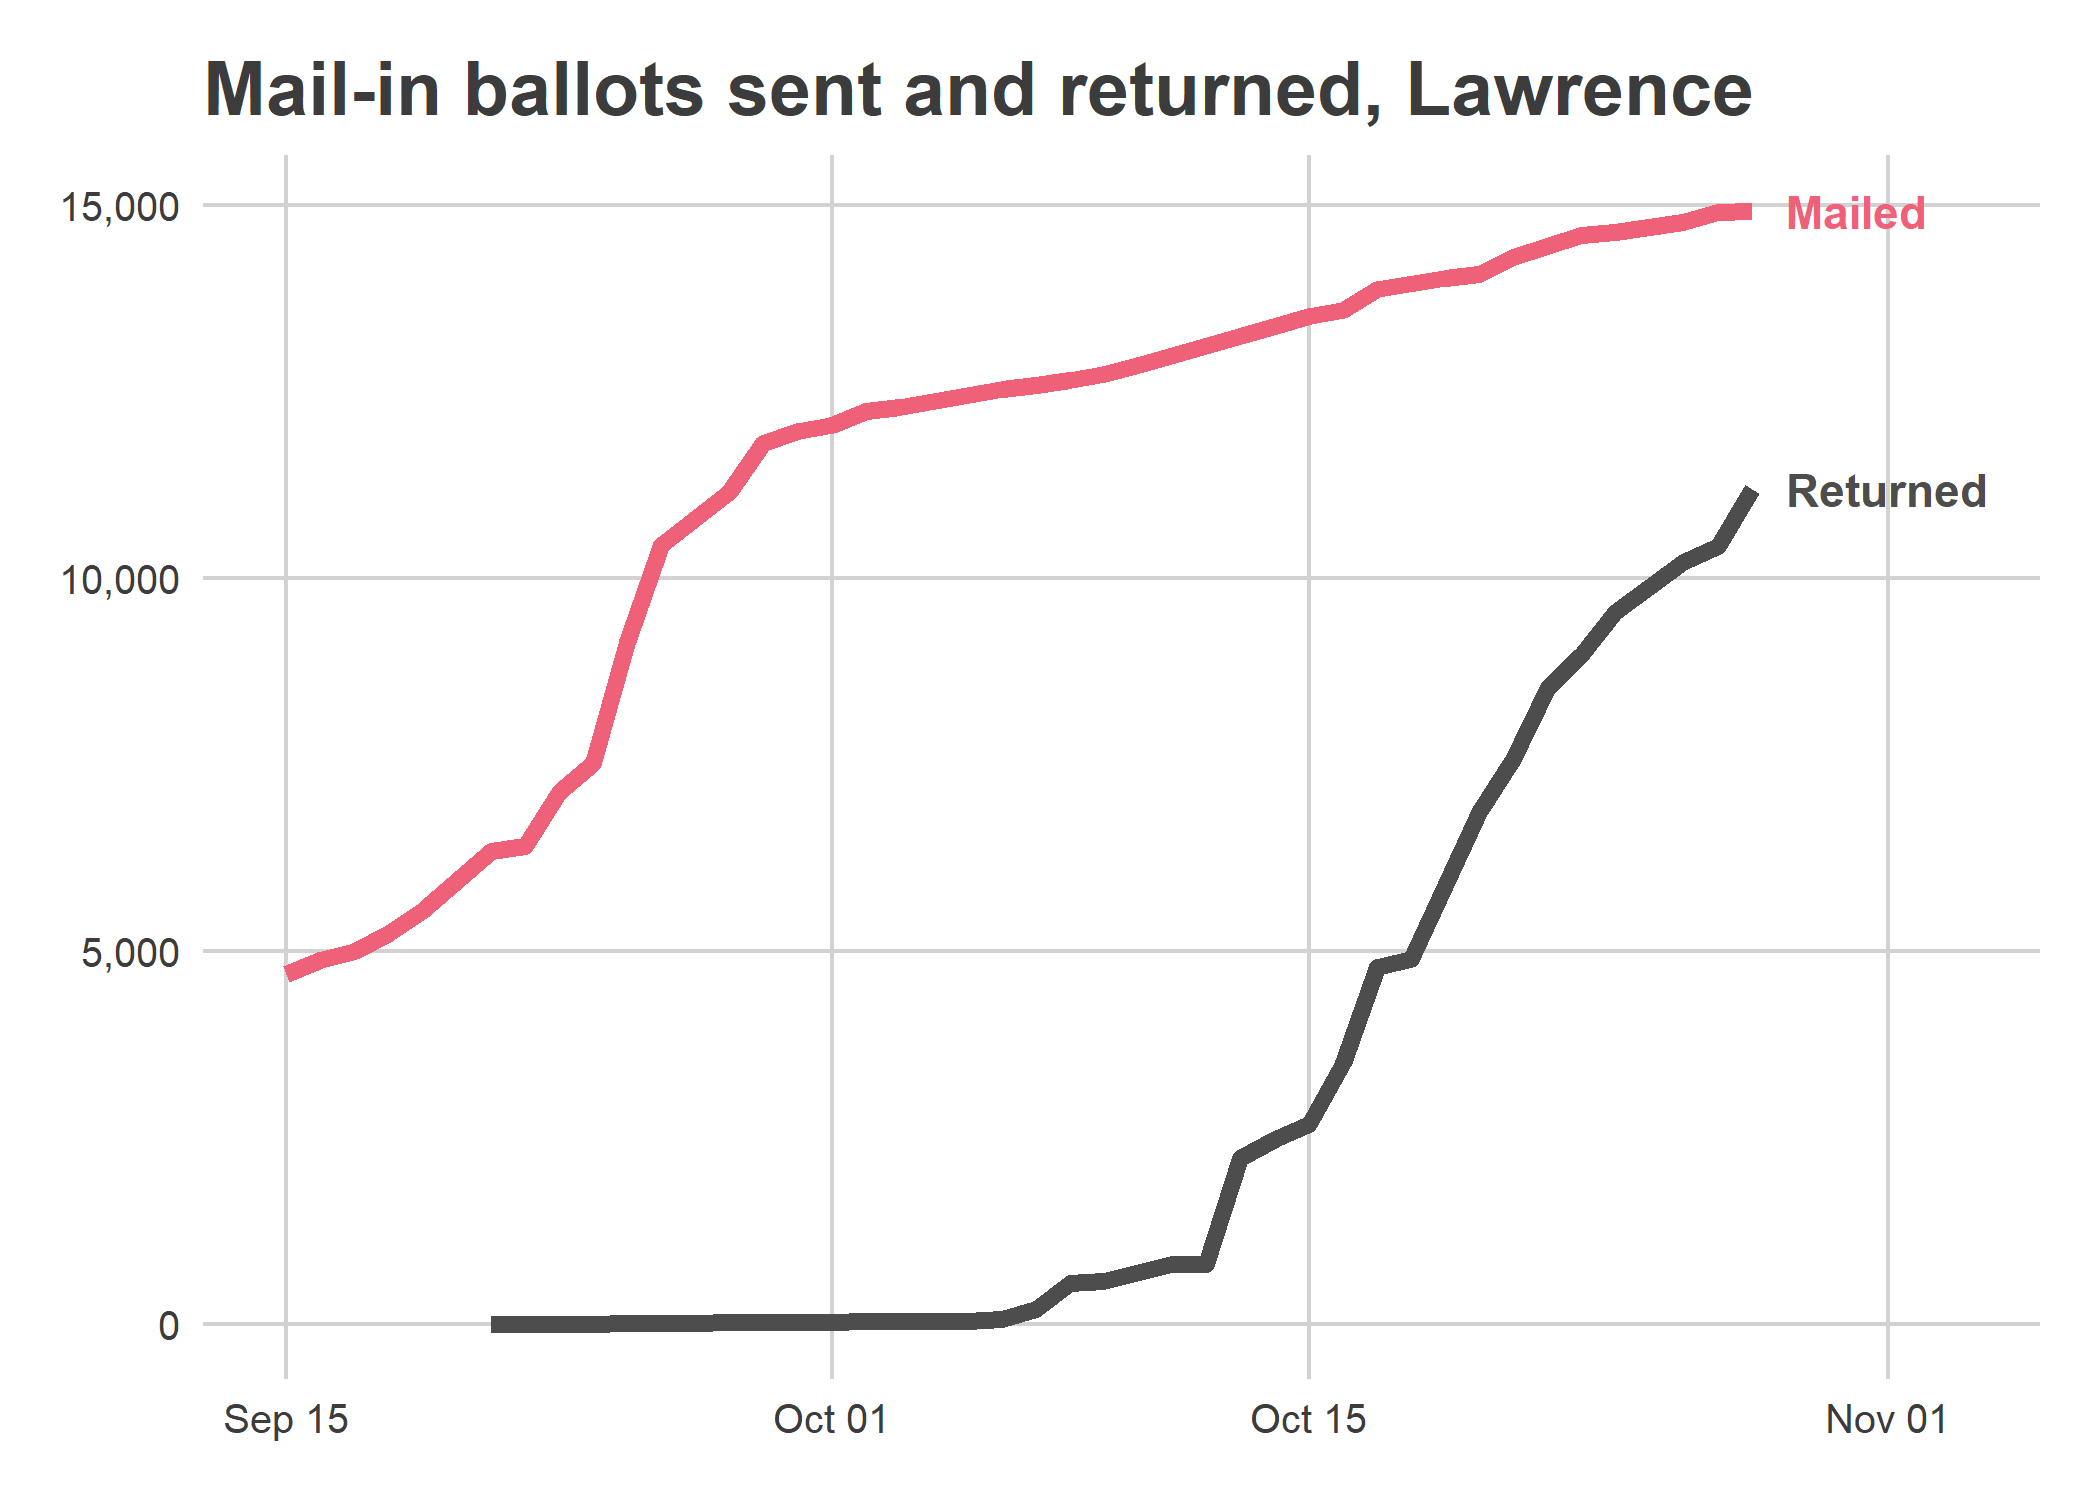 Mail-in ballots sent and returned, Lawrence
15,000
Mailed
Returned
10,000
5,000
0
Sep 15
Oct 01
Oct 15
Nov 01